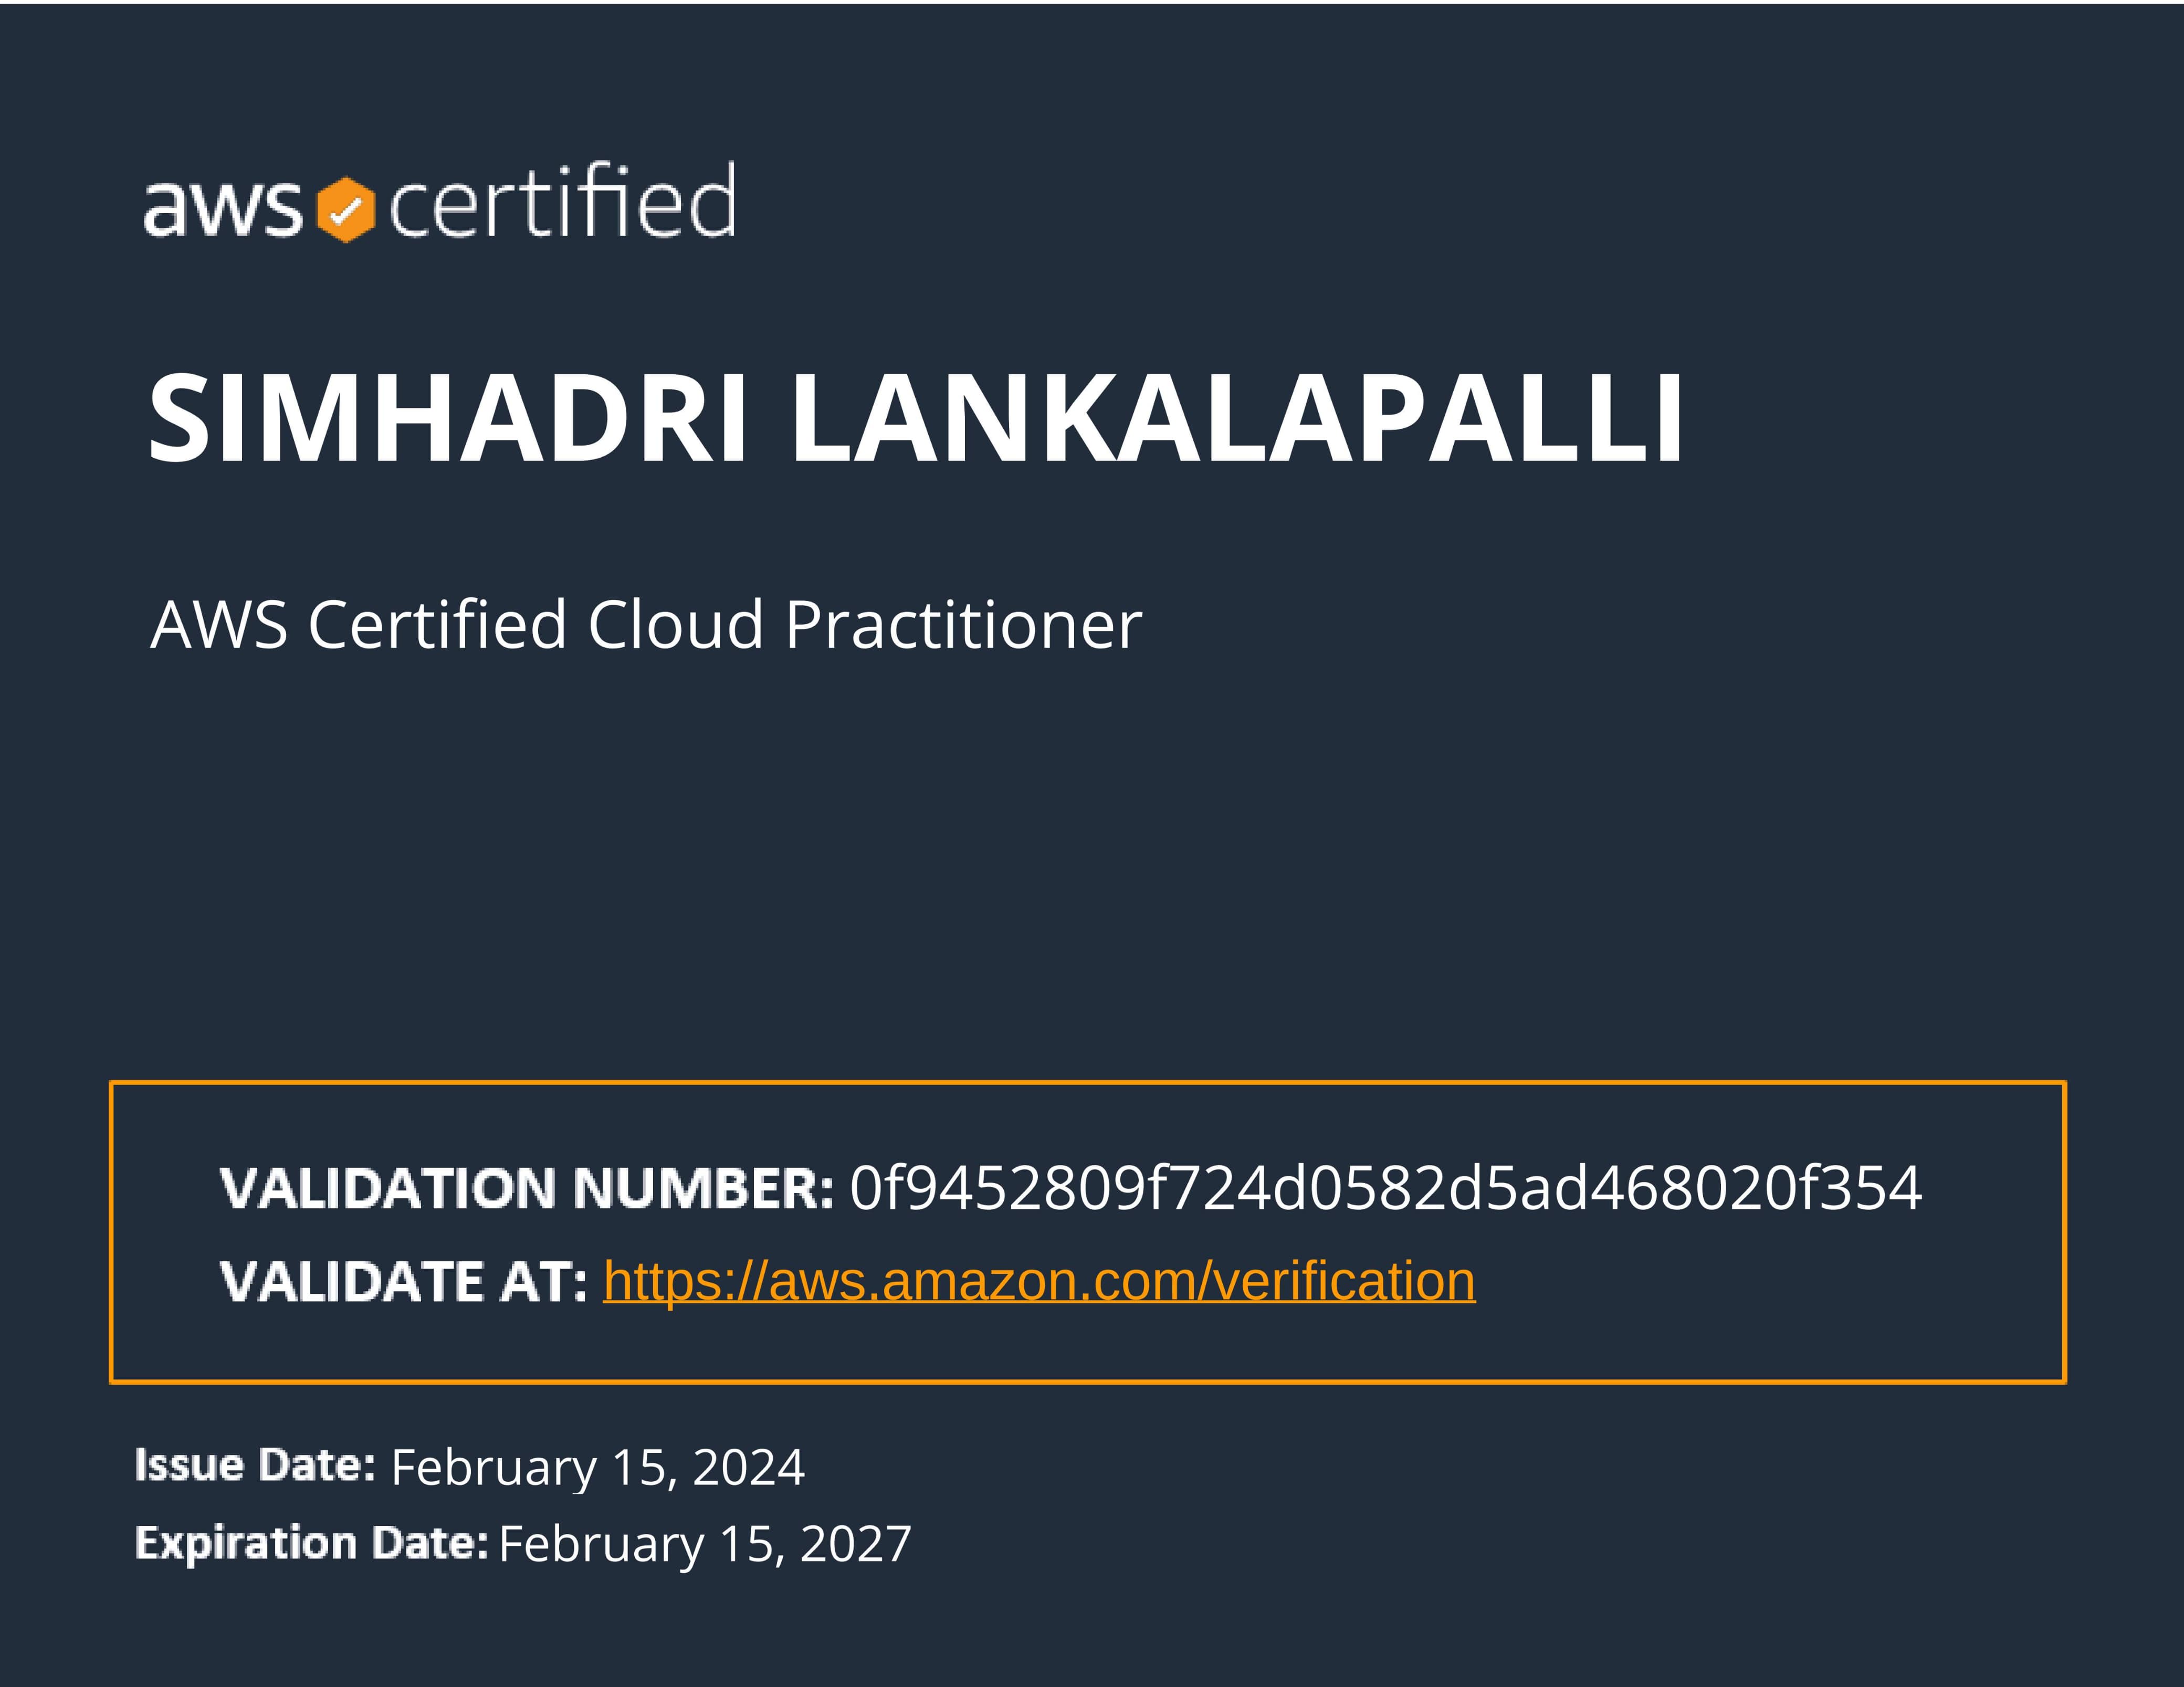 aws certified
SIMHADRI LANKALAPALLI
AWS Certified Cloud Practitioner
VALIDATION NUMBER: 0f9452809f724d0582d5ad468020f354
VALIDATE AT: https://aws.amazon.com/verification
Issue Date: February 15, 2024
Expiration Date: February 15, 2027